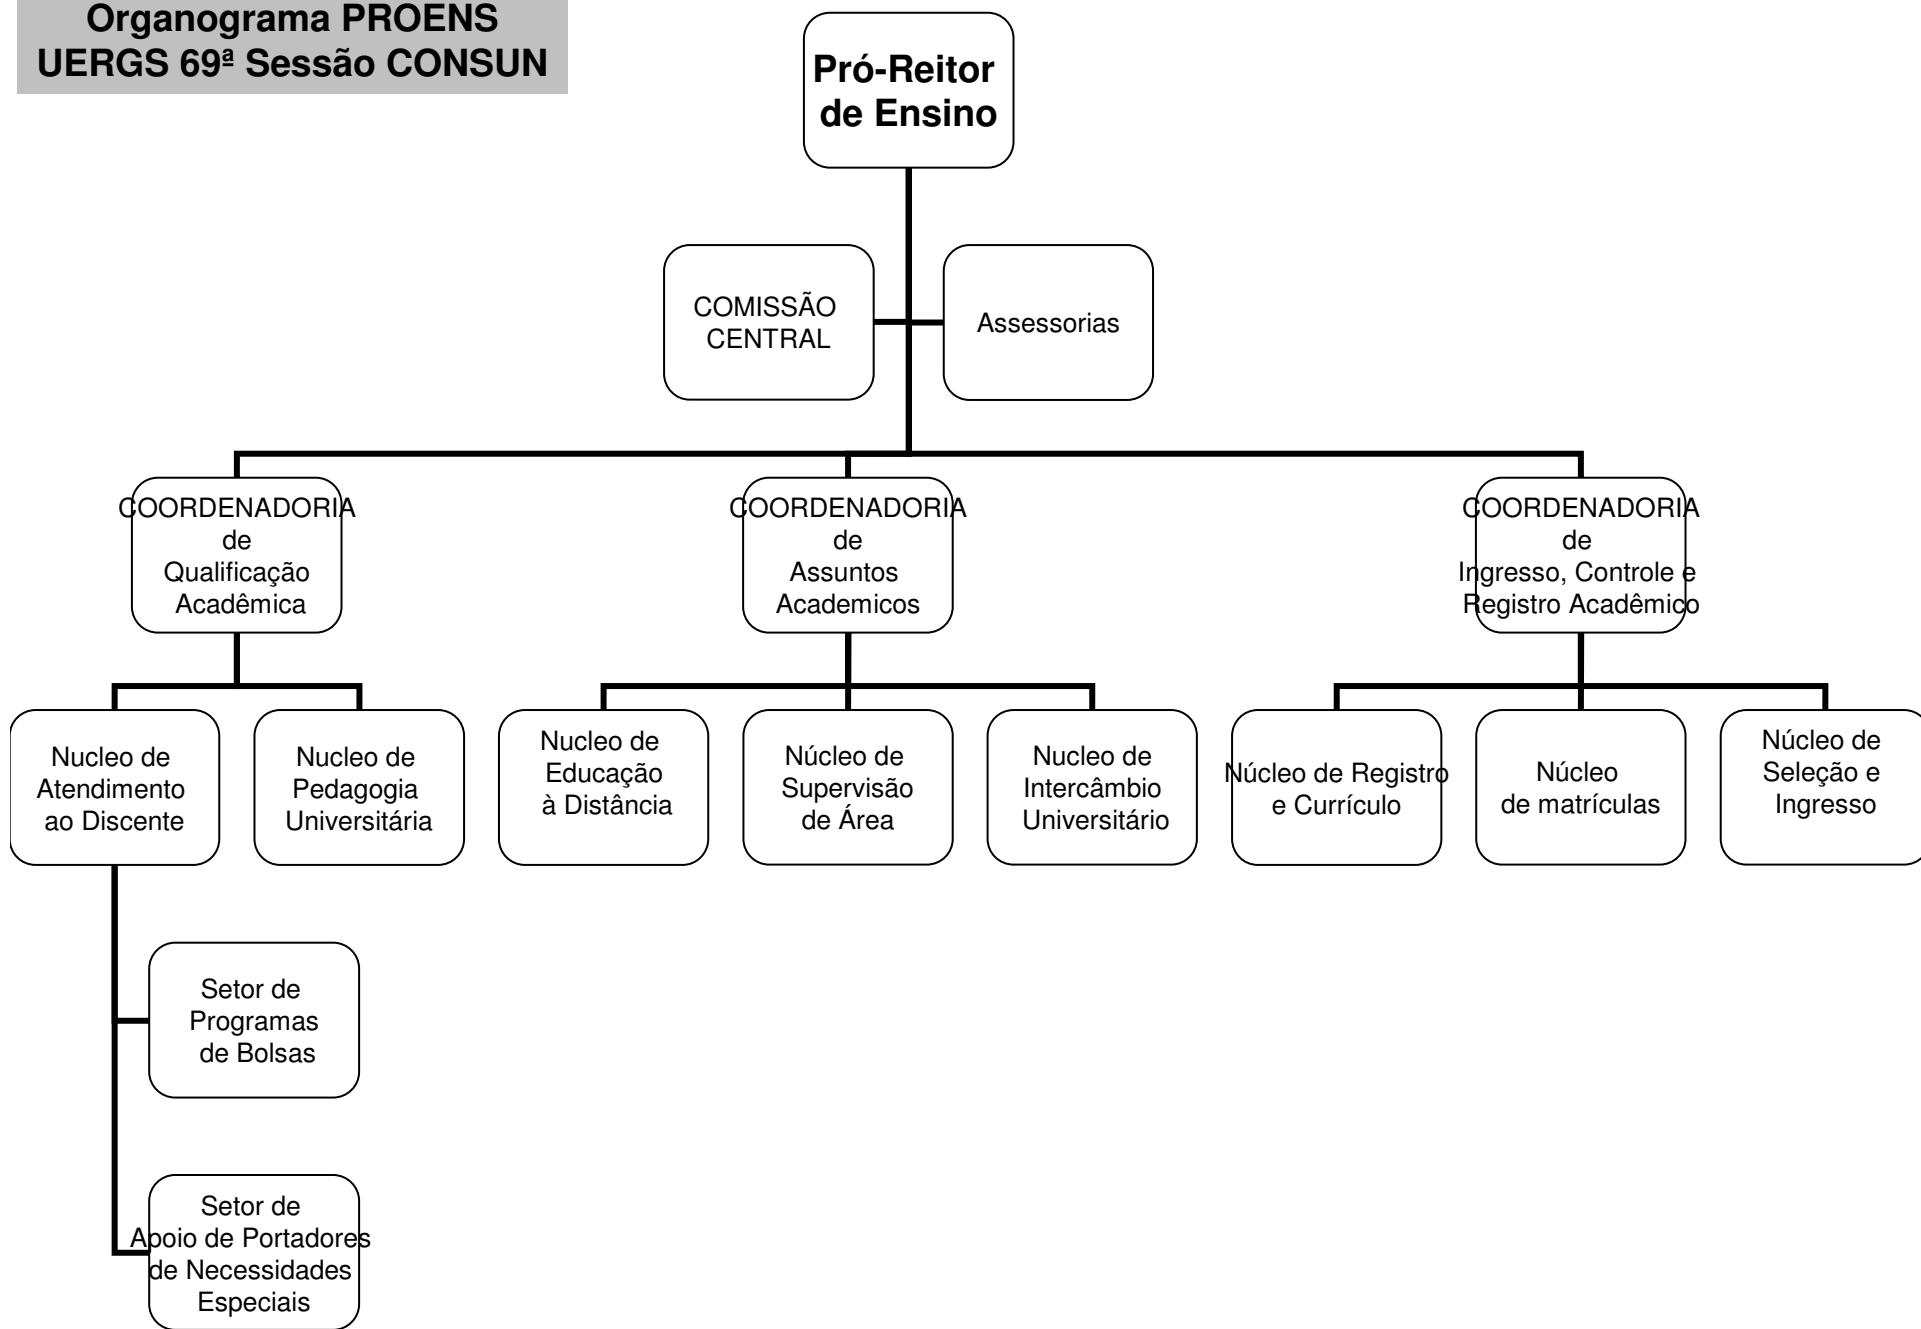 Organograma PROENS
UERGS 69ª Sessão CONSUN
Pró-Reitor
de Ensino
COMISSÃO
CENTRAL
Assessorias
COORDENADORIA
de
Qualificação
Acadêmica
COORDENADORIA
de
Assuntos
Academicos
COORDENADORIA
de
Ingresso, Controle e
Registro Acadêmico
Nucleo de
Atendimento
ao Discente
Nucleo de
Pedagogia
Universitária
Nucleo de
Educação
à Distância
Núcleo de
Supervisão
de Área
Nucleo de
Intercâmbio
Universitário
Núcleo de Registro
e Currículo
Núcleo
de matrículas
Núcleo de
Seleção e
Ingresso
Setor de
Programas
de Bolsas
Setor de
Apoio de Portadores
de Necessidades
Especiais